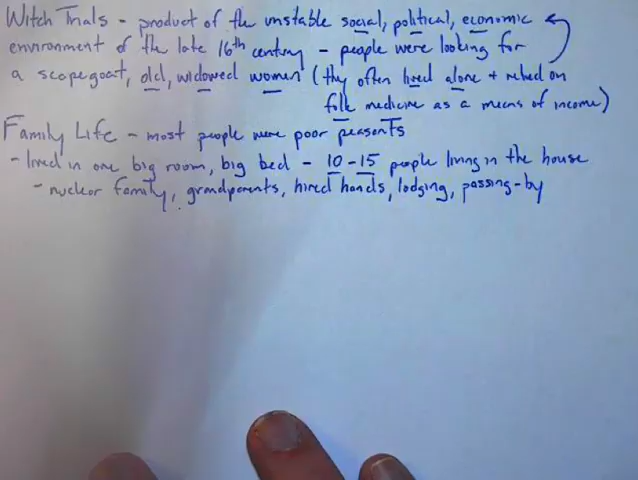 Witch Trials - product of the unstable social, political, economic
environment of the late 16th century - people were looking for
a scapegoat, old, widowed women (they often lived alone + relied on
folk medicine as a means of income)
Family Life - most people were poor peasants
- lived in one big room, big bed - 10-15 people living in the house
- nuclear family, grandparents, hired hands, lodging, passing-by